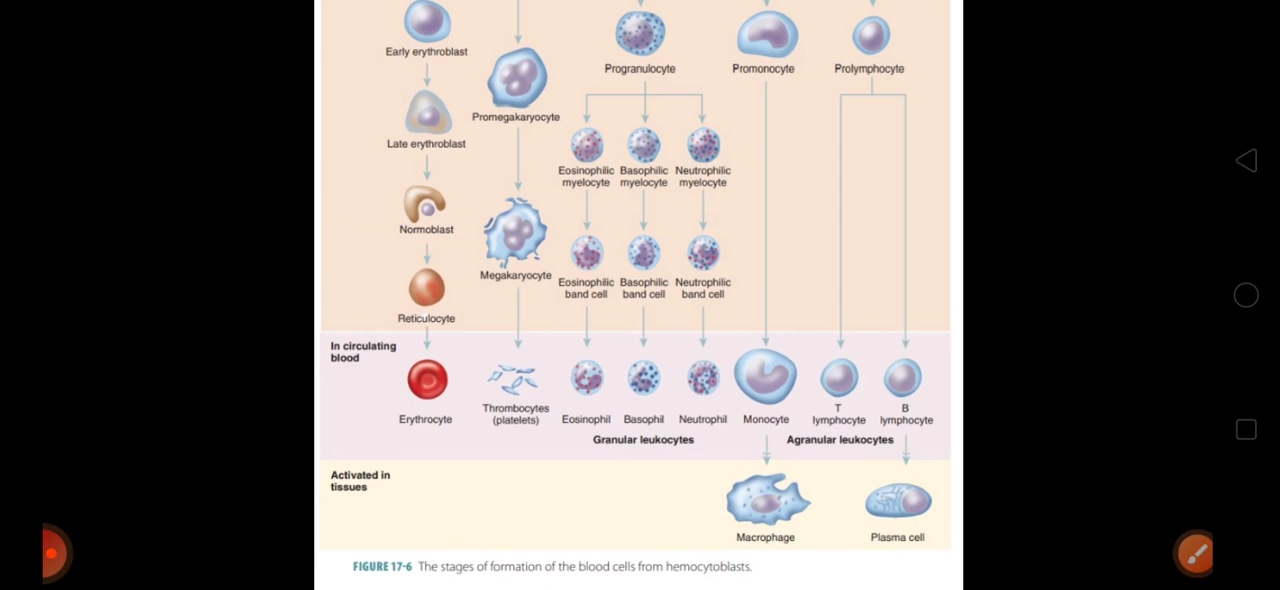 Early erythroblast
Progranulocyte
Promonocyte
Prolymphocyte
Promegakaryocyte
Late erythroblast
Eosinophilic
myelocyte
Basophilic
myelocyte
Neutrophilic
myelocyte
Normoblast
Megakaryocyte
Eosinophilic
band cell
Basophilic
band cell
Neutrophilic
band cell
Reticulocyte
In circulating
blood
Erythrocyte
Thrombocytes
(platelets)
Eosinophil
Basophil
Neutrophil
Monocyte
T
lymphocyte
B
lymphocyte
Granular leukocytes
Agranular leukocytes
Activated in
tissues
Macrophage
Plasma cell
FIGURE 17-6 The stages of formation of the blood cells from hemocytoblasts.